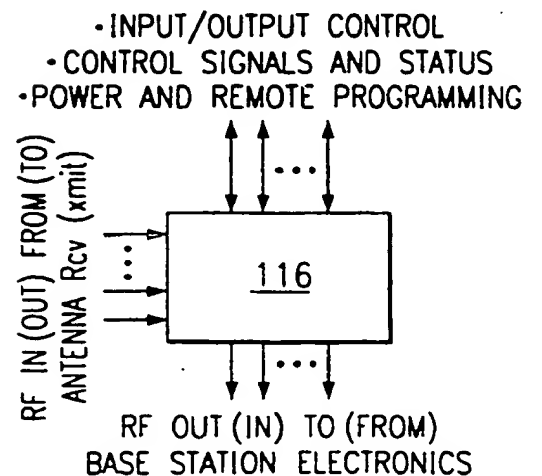 ·INPUT/OUTPUT CONTROL
·CONTROL SIGNALS AND STATUS
·POWER AND REMOTE PROGRAMMING
RF IN (OUT) FROM (TO)
ANTENNA Rcv (xmit)
116
RF OUT (IN) TO (FROM)
BASE STATION ELECTRONICS